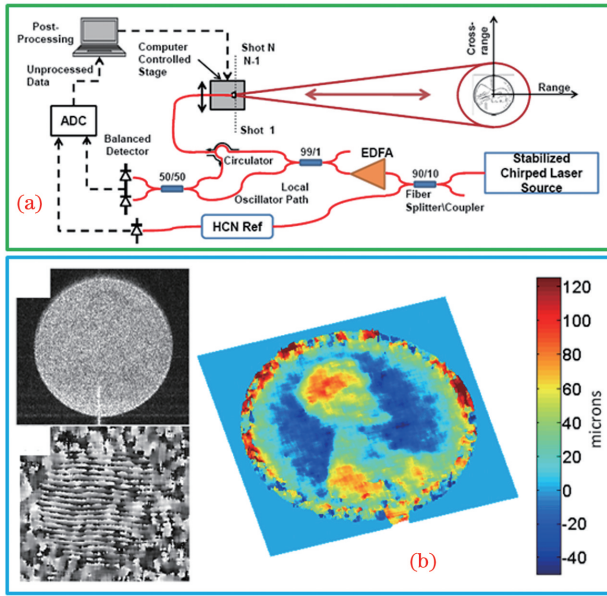 Post-
Processing
Computer
Controlled
Stage
Shot N
N-1
Cross-
range
Range
Unprocessed
Data
Shot 1
ADC
Balanced
Detector
Circulator
99/1
EDFA
50/50
90/10
Stabilized
Chirped Laser
Source
Local
Oscillator Path
Fiber
Splitter\Coupler
(a)
HCN Ref
120
100
80
60
40
20
0
-20
-40
microns
(b)